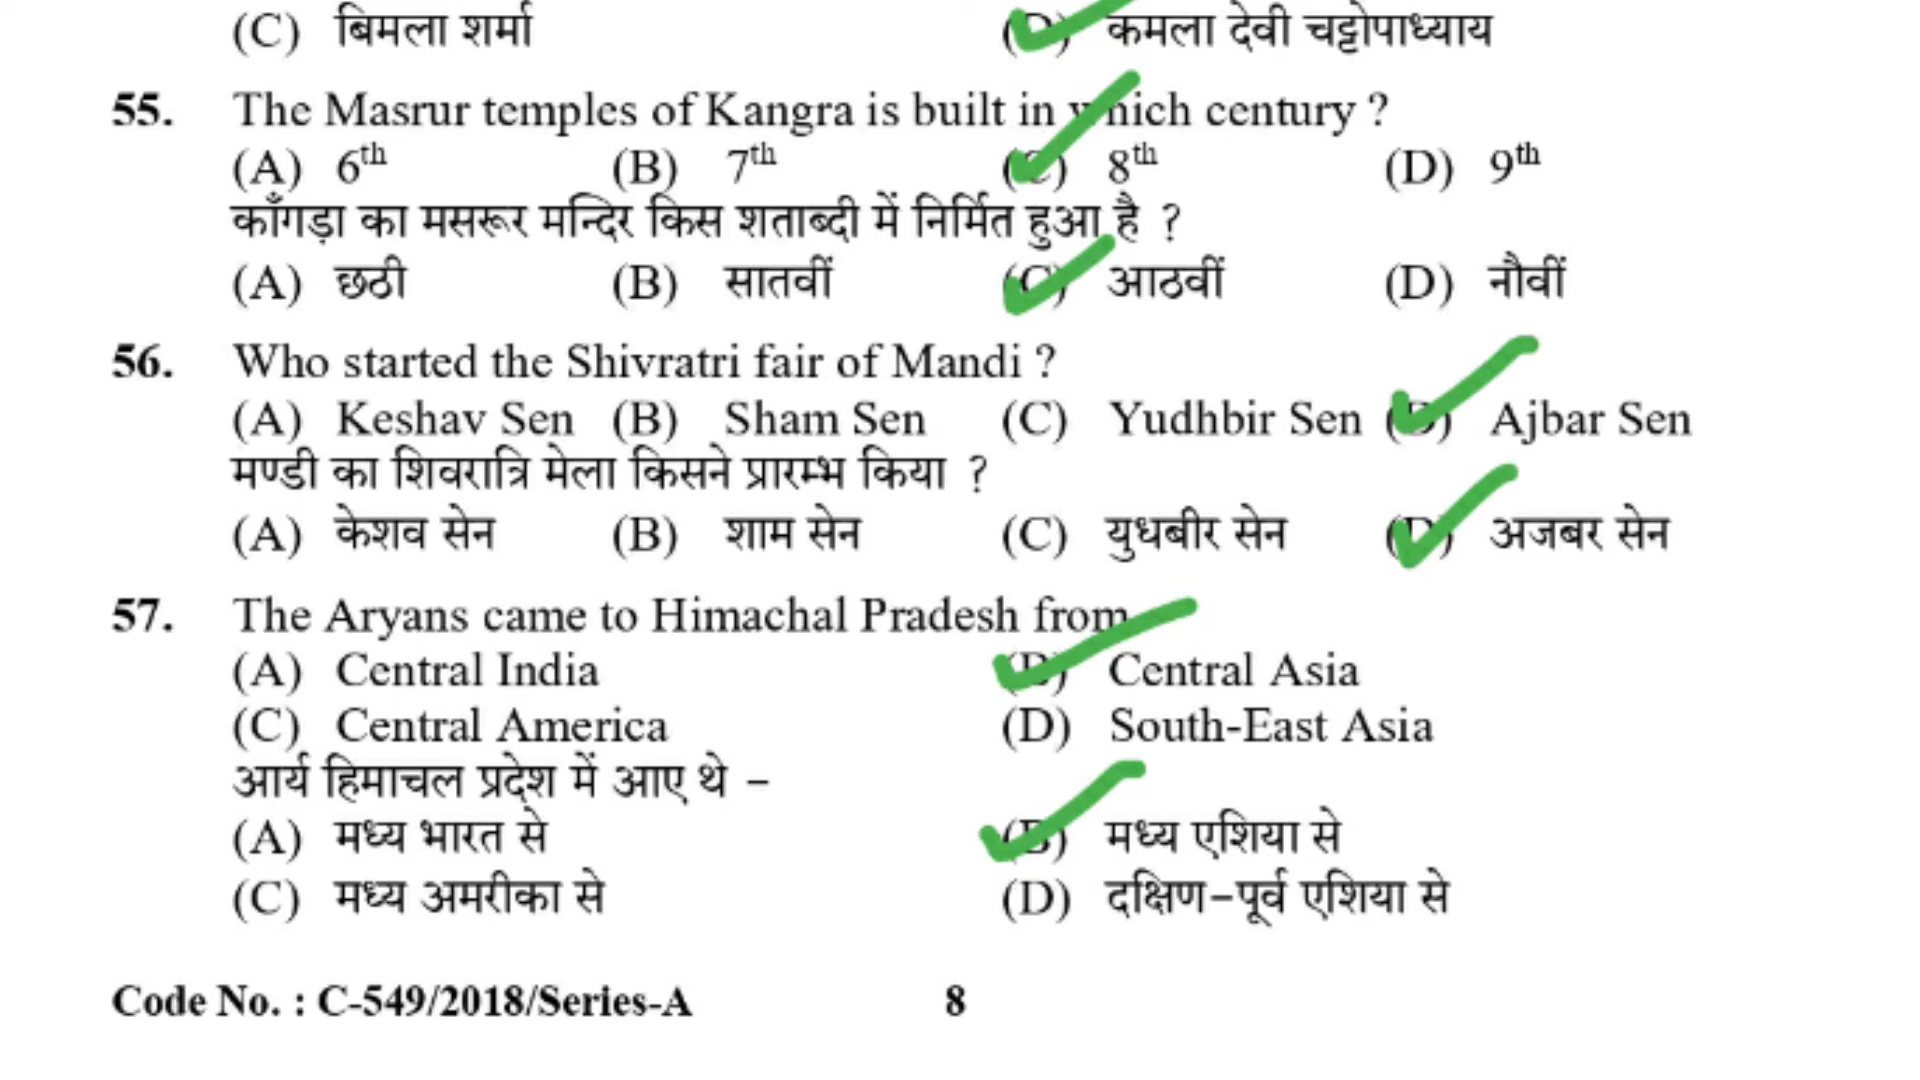 (C) बिमला शर्मा (D) कमला देवी चट्टोपाध्याय
55. The Masrur temples of Kangra is built in which century ?
(A) 6th (B) 7th (C) 8th (D) 9th
काँगड़ा का मसरूर मन्दिर किस शताब्दी में निर्मित हुआ है ?
(A) छठी (B) सातवीं (C) आठवीं (D) नौवीं
56. Who started the Shivratri fair of Mandi ?
(A) Keshav Sen (B) Sham Sen (C) Yudhbir Sen (D) Ajbar Sen
मण्डी का शिवरात्रि मेला किसने प्रारम्भ किया ?
(A) केशव सेन (B) शाम सेन (C) युधबीर सेन (D) अजबर सेन
57. The Aryans came to Himachal Pradesh from
(A) Central India (B) Central Asia
(C) Central America (D) South-East Asia
आर्य हिमाचल प्रदेश में आए थे –
(A) मध्य भारत से (B) मध्य एशिया से
(C) मध्य अमरीका से (D) दक्षिण-पूर्व एशिया से
Code No. : C-549/2018/Series-A 8